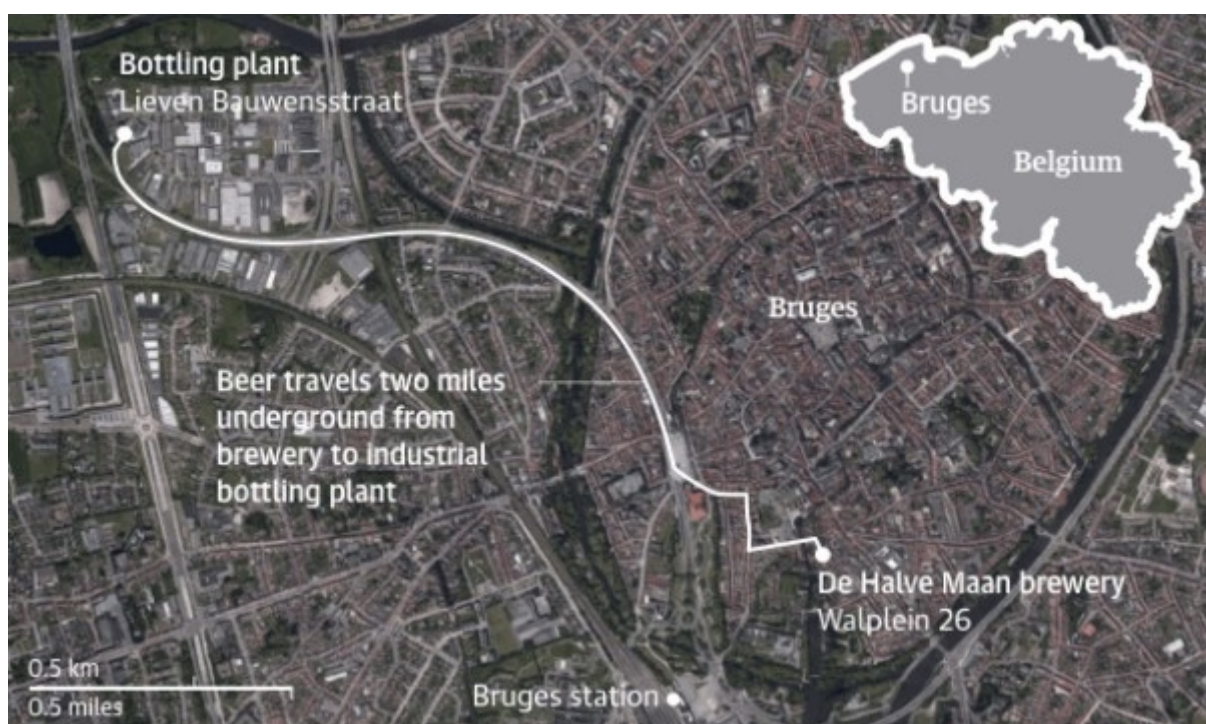 Bottling plant
Lieven Bauwensstraat
Bruges
Belgium
Bruges
Beer travels two miles
underground from
brewery to industrial
bottling plant
De Halve Maan brewery
Walplein 26
0.5 km
0.5 miles
Bruges station